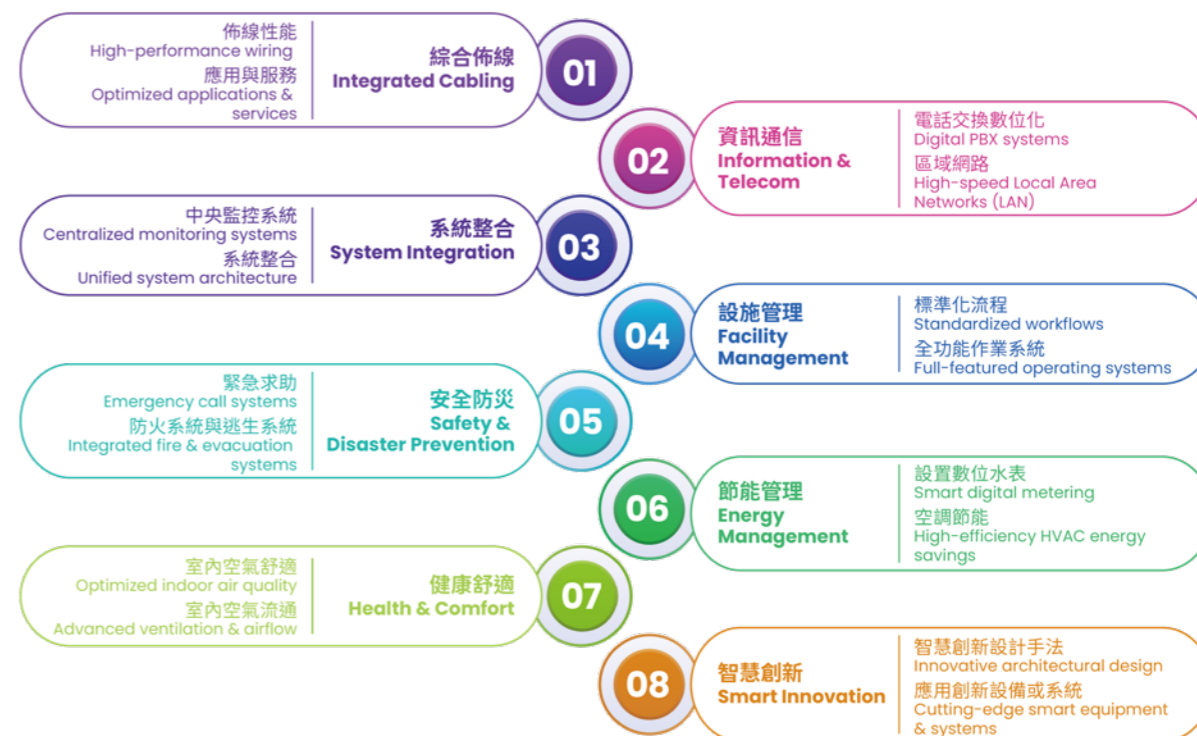 佈線性能
High-performance wiring
應用與服務
Optimized applications &
services
綜合佈線
Integrated Cabling
01
02
資訊通信
Information &
Telecom
電話交換數位化
Digital PBX systems
區域網路
High-speed Local Area
Networks (LAN)
中央監控系統
Centralized monitoring systems
系統整合
Unified system architecture
系統整合
System Integration
03
04
設施管理
Facility
Management
標準化流程
Standardized workflows
全功能作業系統
Full-featured operating systems
緊急求助
Emergency call systems
防火系統與逃生系統
Integrated fire & evacuation
systems
安全防災
Safety &
Disaster Prevention
05
06
節能管理
Energy
Management
設置數位水表
Smart digital metering
空調節能
High-efficiency HVAC energy
savings
室內空氣舒適
Optimized indoor air quality
室內空氣流通
Advanced ventilation & airflow
健康舒適
Health & Comfort
07
08
智慧創新
Smart Innovation
智慧創新設計手法
Innovative architectural design
應用創新設備或系統
Cutting-edge smart equipment
& systems